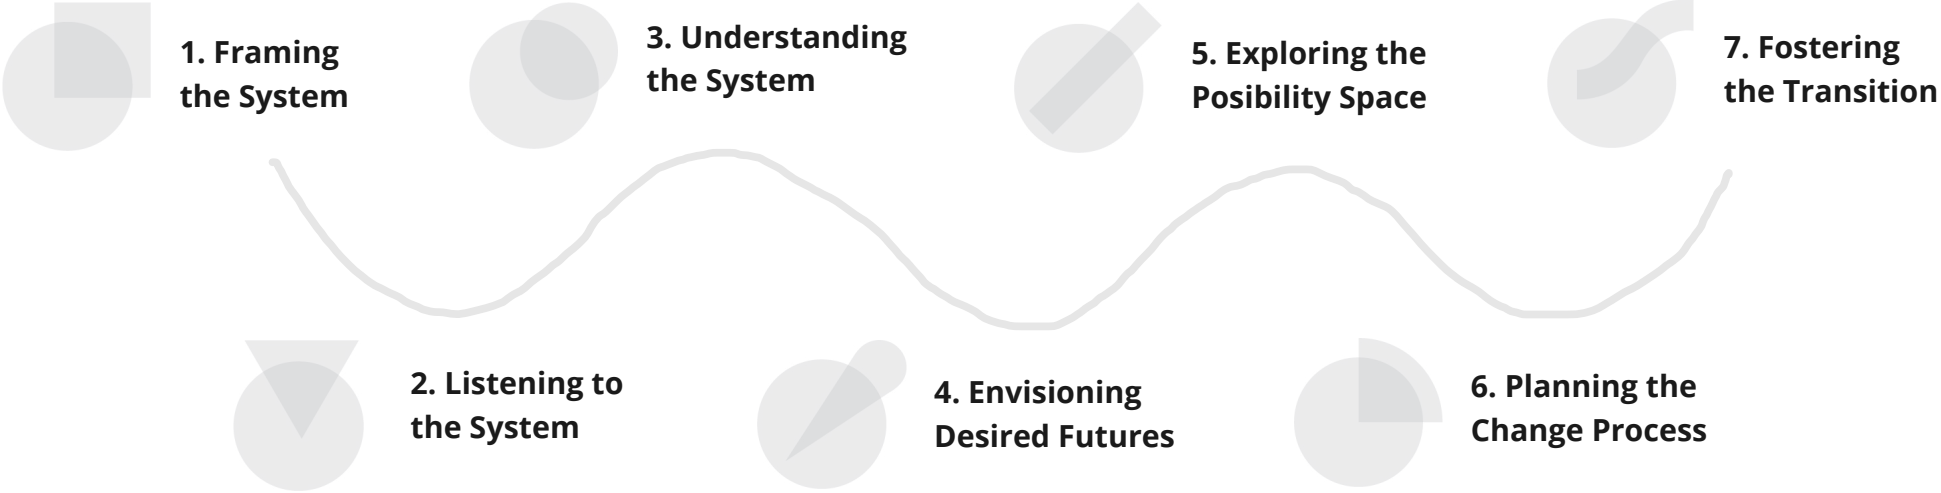 1. Framing
the System
2. Listening to
the System
3. Understanding
the System
4. Envisioning
Desired Futures
5. Exploring the
Posibility Space
6. Planning the
Change Process
7. Fostering
the Transition